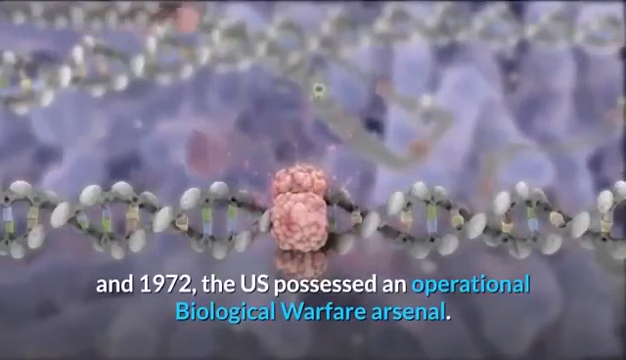 and 1972, the US possessed an operational
Biological Warfare arsenal.